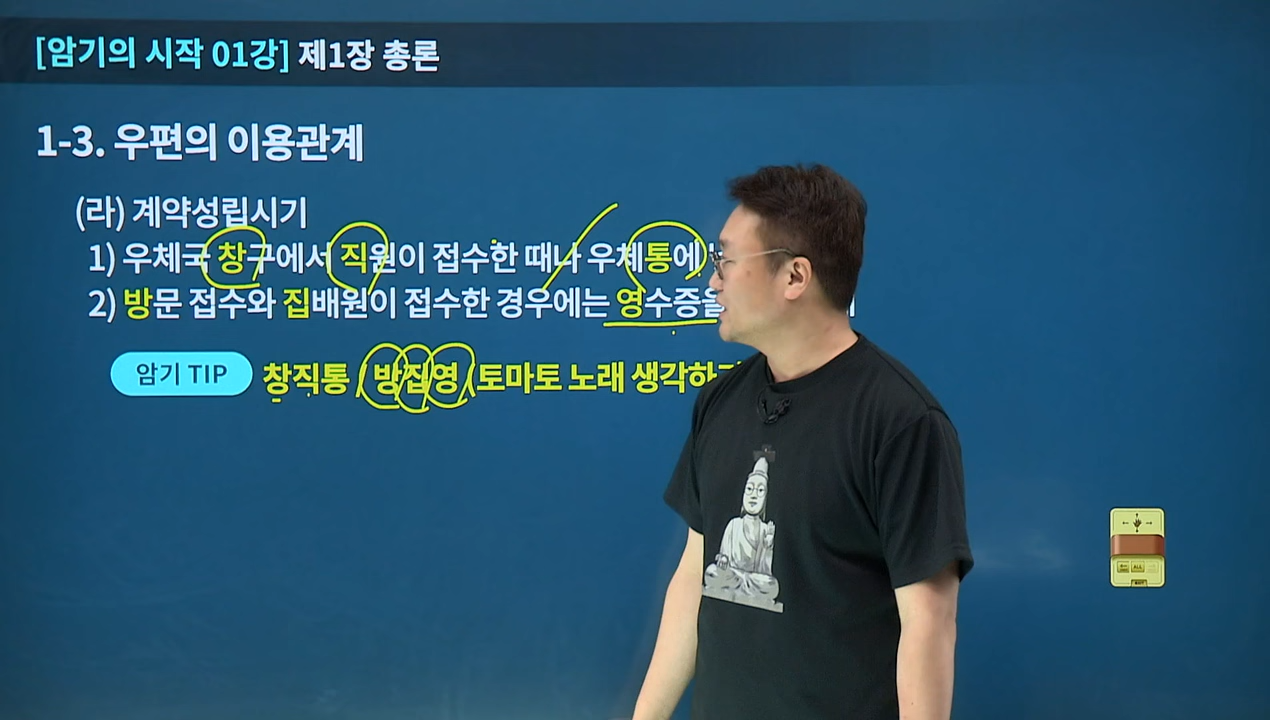 [암기의 시작 01강] 제1장 총론
1-3. 우편의 이용관계
(라) 계약성립시기
1) 우체국 창구에서 직원이 접수한 때나 우체통에
2) 방문 접수와 집배원이 접수한 경우에는 영수증을
암기 TIP 창직통 / 방집영 (토마토 노래 생각하
ALL